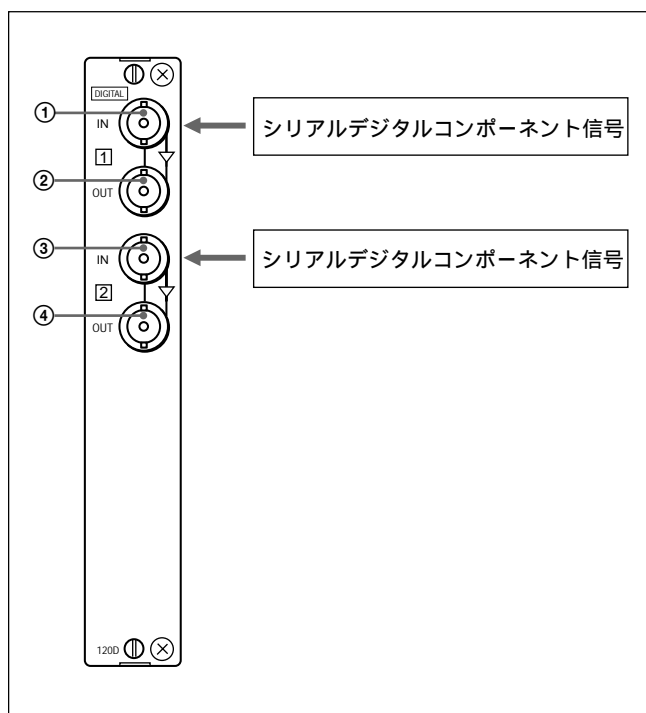 DIGITAL
① IN シリアルデジタルコンポーネント信号
1
② OUT
③ IN シリアルデジタルコンポーネント信号
2
④ OUT
120D